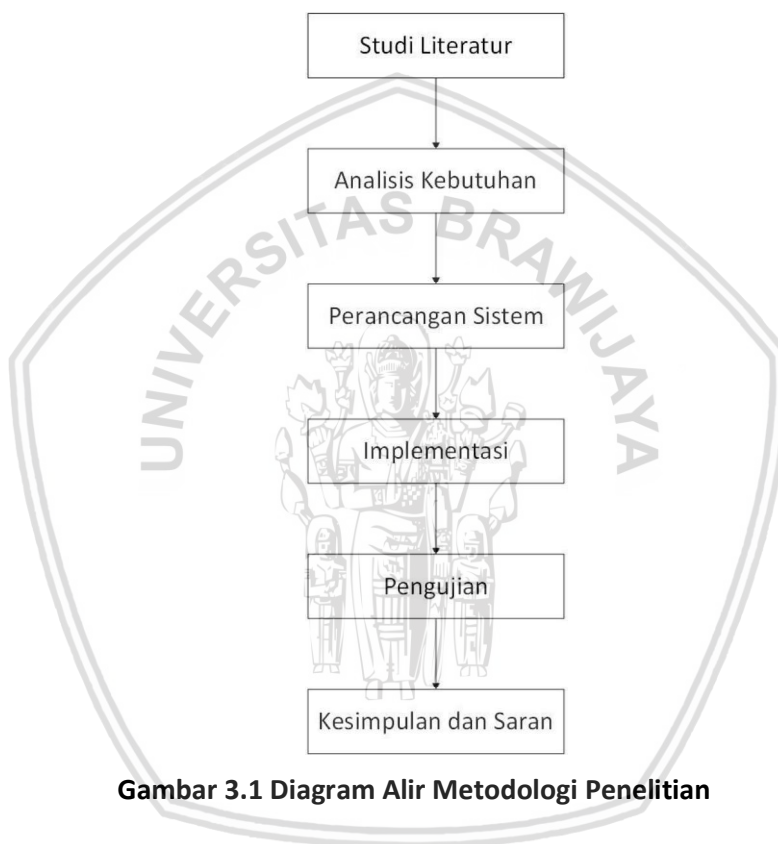 Studi Literatur
Analisis Kebutuhan
UNIVERSITAS BRAWIJAYA
Perancangan Sistem
Implementasi
Pengujian
Kesimpulan dan Saran
Gambar 3.1 Diagram Alir Metodologi Penelitian